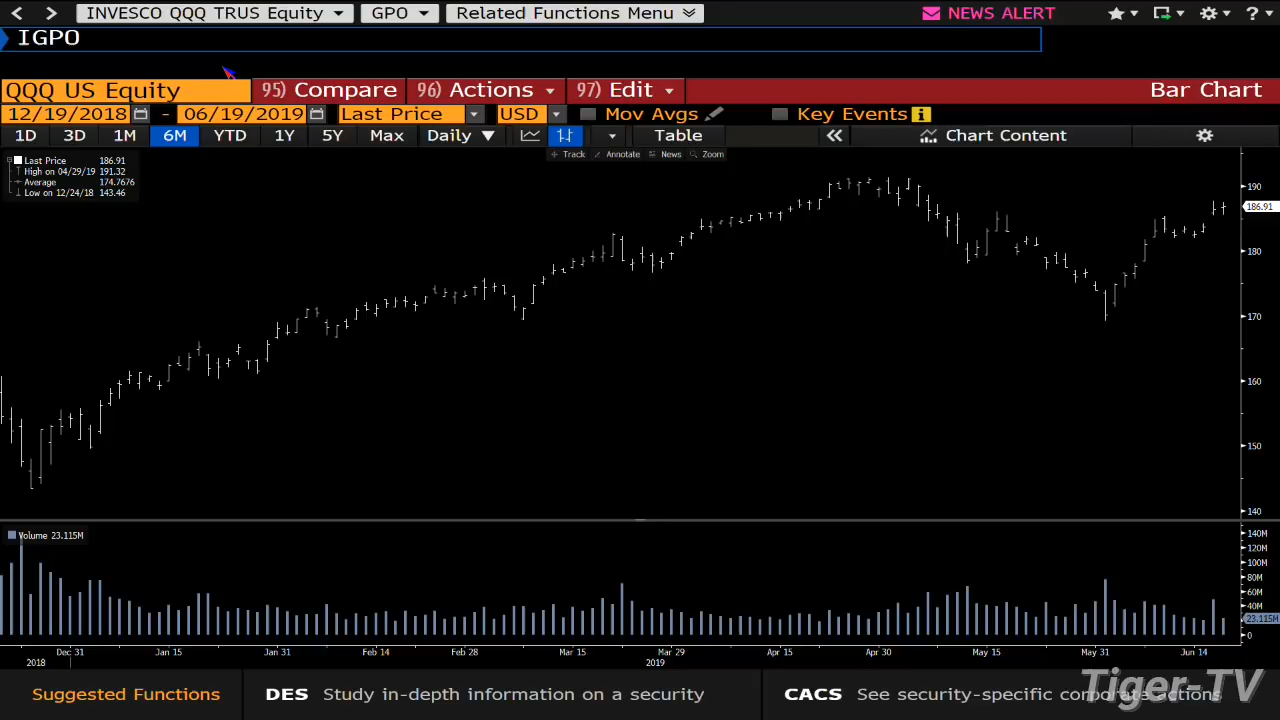 INVESCO QQQ TRUS Equity GPO Related Functions Menu NEWS ALERT ?
IGPO
QQQ US Equity 95) Compare 96) Actions 97) Edit Bar Chart
12/19/2018 - 06/19/2019 Last Price USD Mov Avgs Key Events i
1D 3D 1M 6M YTD 1Y 5Y Max Daily Table Chart Content
Track Annotate News Zoom
Last Price 186.91
High on 04/29/19 191.32
Average 174.7676
Low on 12/24/18 143.46
190
186.91
180
170
160
150
140
Volume 23.115M
140M
120M
100M
80M
60M
40M
23.115M
0
Dec 31 Jan 15 Jan 31 Feb 14 Feb 28 Mar 15 Mar 29 Apr 15 Apr 30 May 15 May 31 Jun 14
2018 2019
Suggested Functions DES Study in-depth information on a security CACS See security-specific corporate actions
Tiger-TV